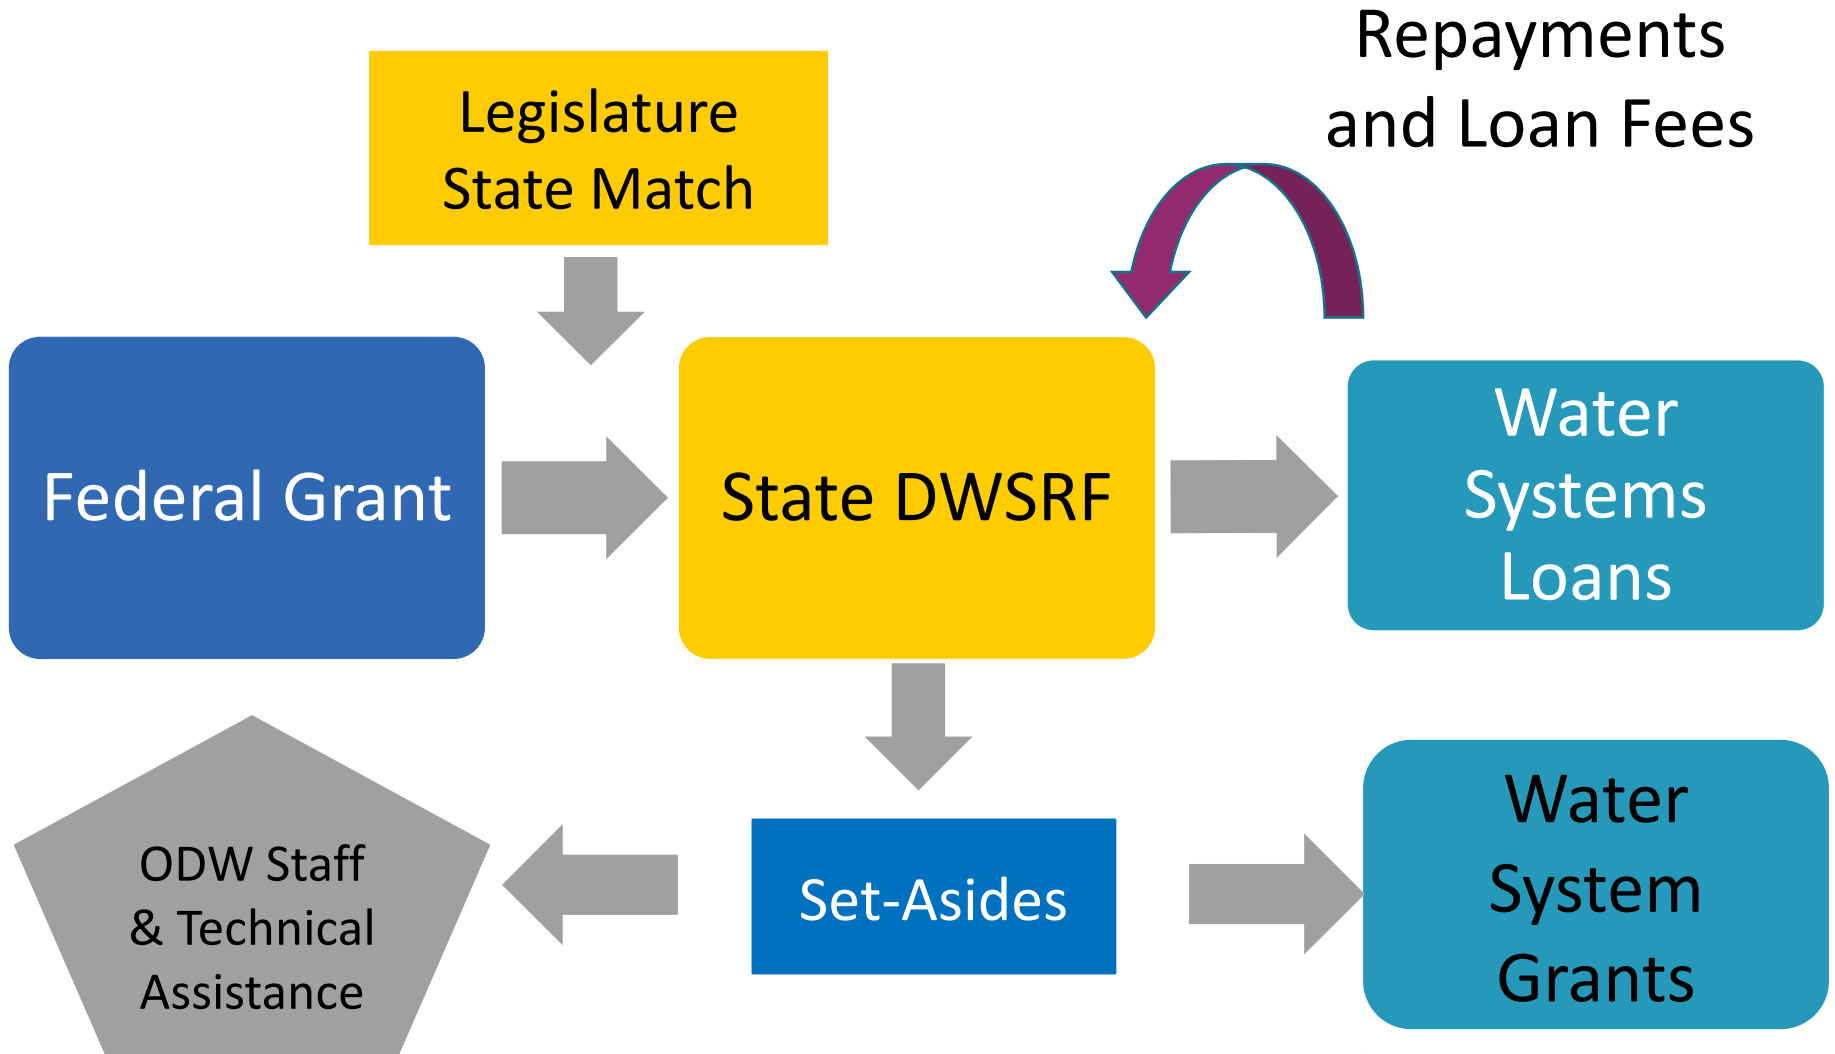 Repayments
and Loan Fees
Legislature
State Match
Federal Grant
State DWSRF
Water
Systems
Loans
ODW Staff
& Technical
Assistance
Set-Asides
Water
System
Grants